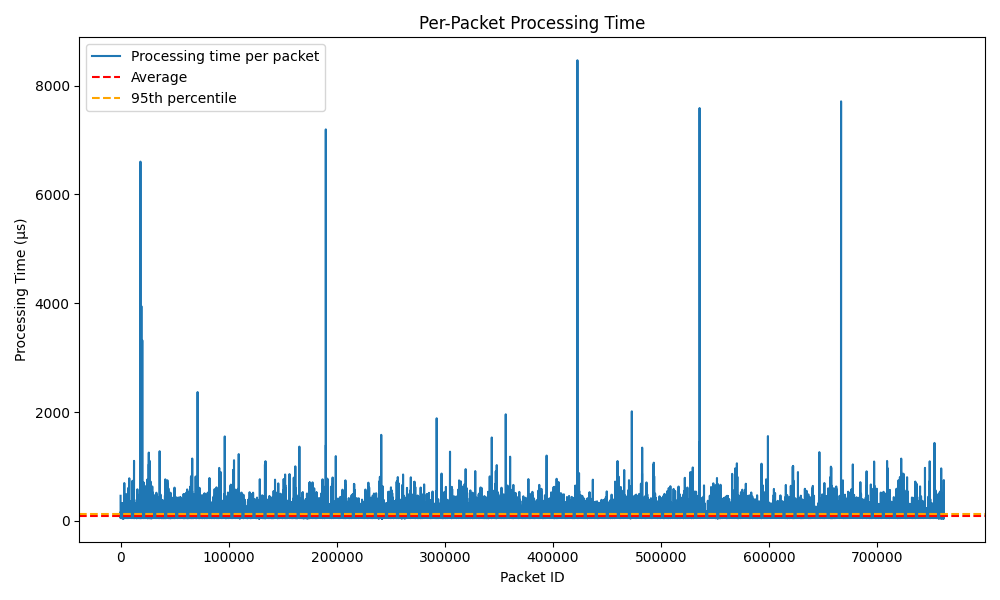 Per-Packet Processing Time
Processing time per packet
Average
95th percentile
8000
6000
4000
2000
0
Processing Time (µs)
0 100000 200000 300000 400000 500000 600000 700000
Packet ID